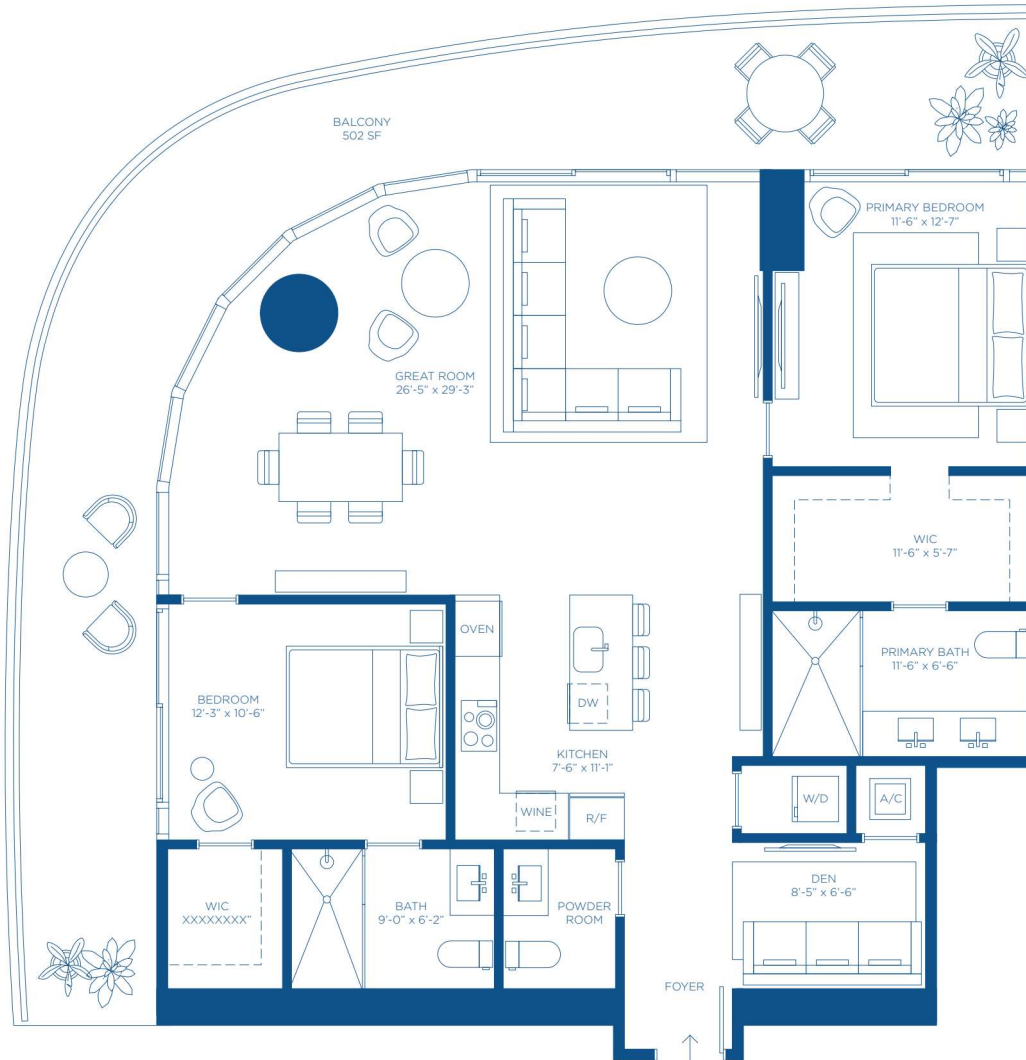 BALCONY
502 SF
PRIMARY BEDROOM
11'-6" x 12'-7"
GREAT ROOM
26'-5" x 29'-3"
WIC
11'-6" x 5'-7"
OVEN
PRIMARY BATH
11'-6" x 6'-6"
BEDROOM
12'-3" x 10'-6"
DW
KITCHEN
7'-6" x 11'-1"
WINE
R/F
W/D
A/C
DEN
8'-5" x 6'-6"
WIC
XXXXXXXX"
BATH
9'-0" x 6'-2"
POWDER
ROOM
FOYER